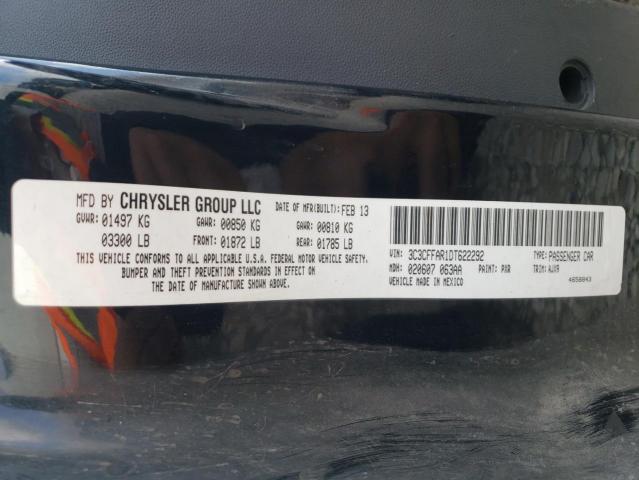 MFD BY CHRYSLER GROUP LLC DATE OF MFR(BUILT): FEB 13
GVWR: 01497 KG GAWR: 00850 KG GAWR: 00810 KG
03300 LB FRONT: 01872 LB REAR: 01785 LB
THIS VEHICLE CONFORMS TO ALL APPLICABLE U.S.A. FEDERAL MOTOR VEHICLE SAFETY,
BUMPER AND THEFT PREVENTION STANDARDS IN EFFECT ON
THE DATE OF MANUFACTURE SHOWN ABOVE.
VIN: 3C3CFFAR1DT622292 TYPE: PASSENGER CAR
MDH: 020607 063AA PAINT: PXR TRIM: AJX9
VEHICLE MADE IN MEXICO 4658843